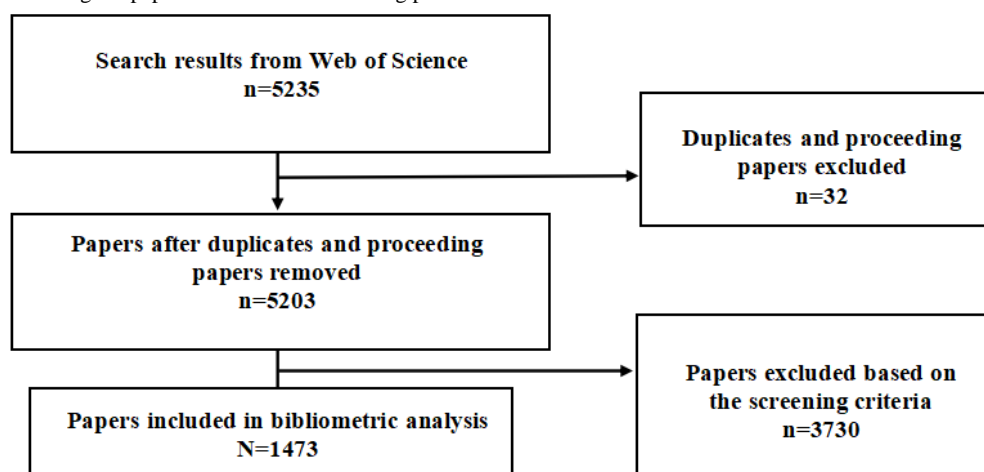 Search results from Web of Science
n=5235
Duplicates and proceeding
papers excluded
n=32
Papers after duplicates and proceeding
papers removed
n=5203
Papers excluded based on
the screening criteria
n=3730
Papers included in bibliometric analysis
N=1473